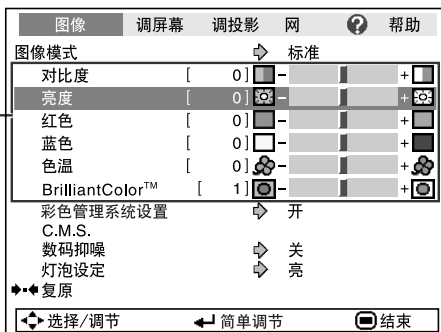 图像 调屏幕 调投影 网 ? 帮助
图像模式 标准
对比度 [ 0] - +
亮度 [ 0] - +
红色 [ 0] - +
蓝色 [ 0] - +
色温 [ 0] - +
BrilliantColor™ [ 1] - +
彩色管理系统设置 开
C.M.S.
数码抑噪 关
灯泡设定 亮
复原
选择/调节 简单调节 结束